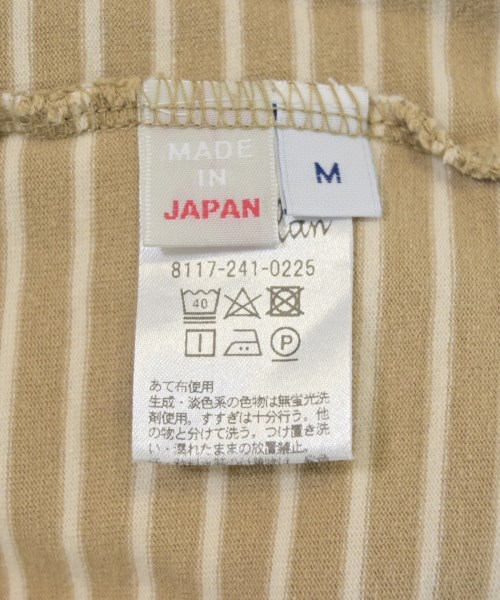 MADE
IN
JAPAN
M
8117-241-0225
40
P
あて布使用
生成・淡色系の色物は無蛍光洗
剤使用。すすぎは十分行う。他
の物と分けて洗う。つけ置き洗
い・濡れたままの放置禁止。